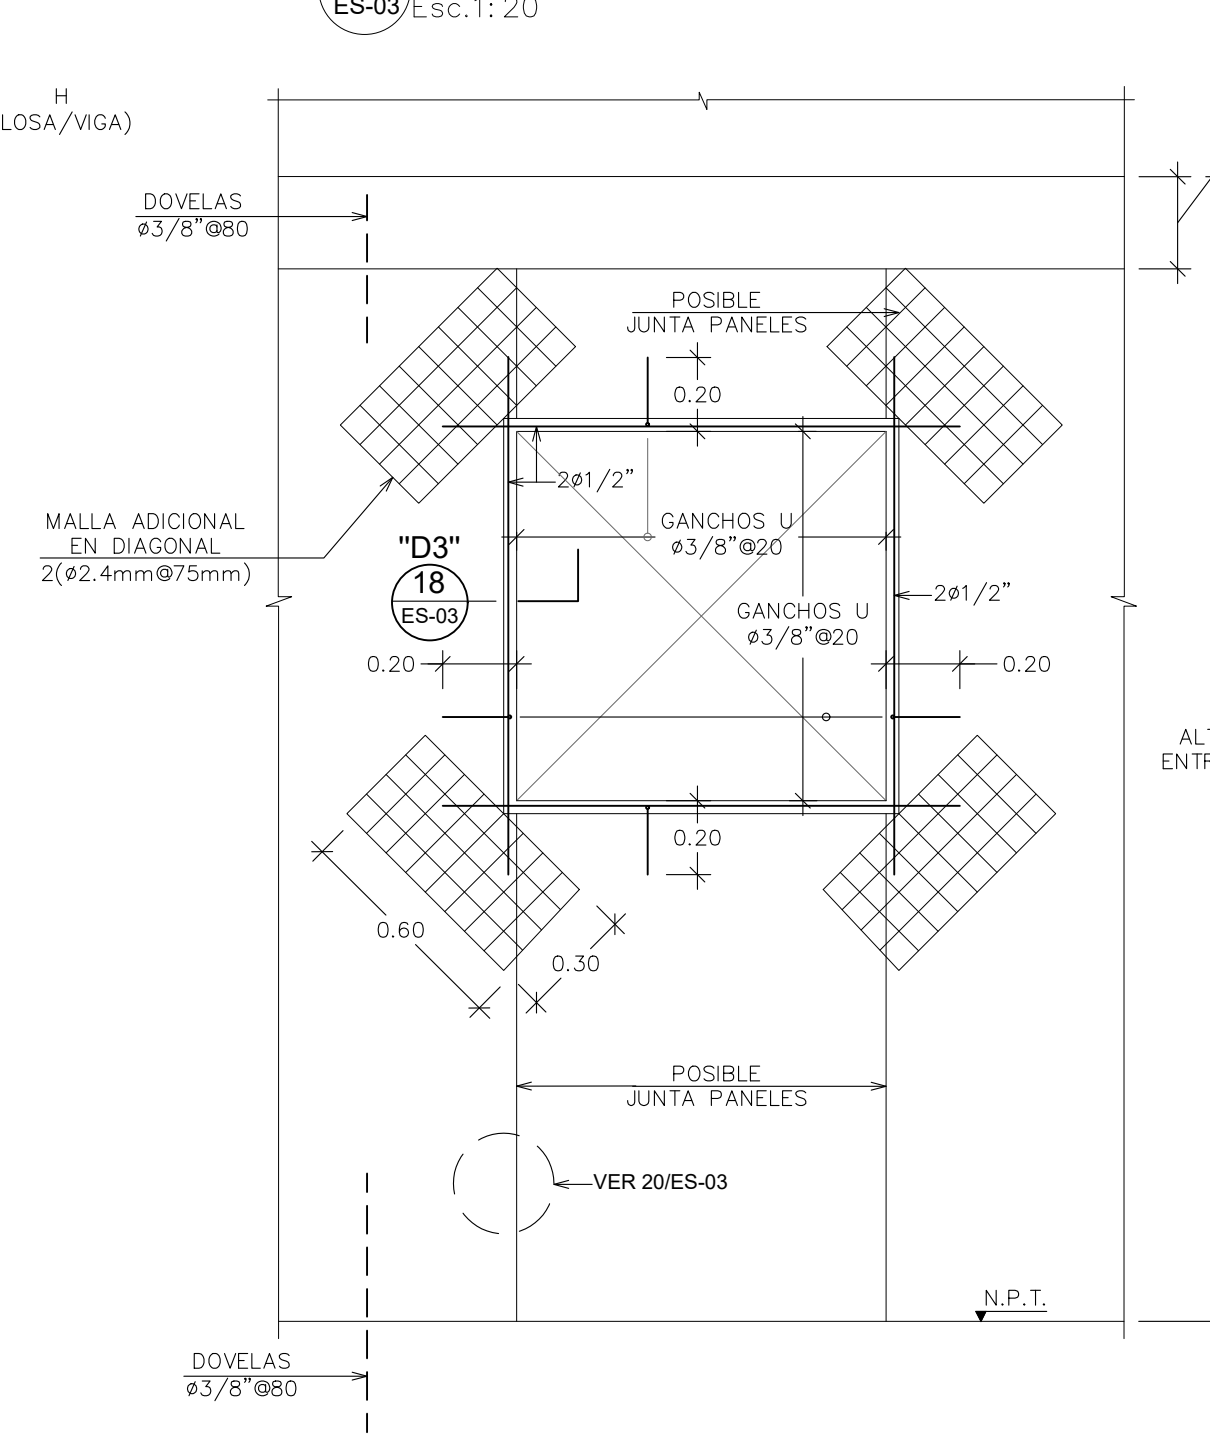 ES-03 Esc.1: 20
H
LOSA/VIGA)
DOVELAS
ø3/8”@80
POSIBLE
JUNTA PANELES
0.20
2ø1/2”
GANCHOS U
ø3/8”@20
MALLA ADICIONAL
EN DIAGONAL
2(ø2.4mm@75mm)
"D3"
18
ES-03
2ø1/2”
GANCHOS U
ø3/8”@20
0.20
0.20
0.20
0.60
0.30
POSIBLE
JUNTA PANELES
VER 20/ES-03
N.P.T.
DOVELAS
ø3/8”@80